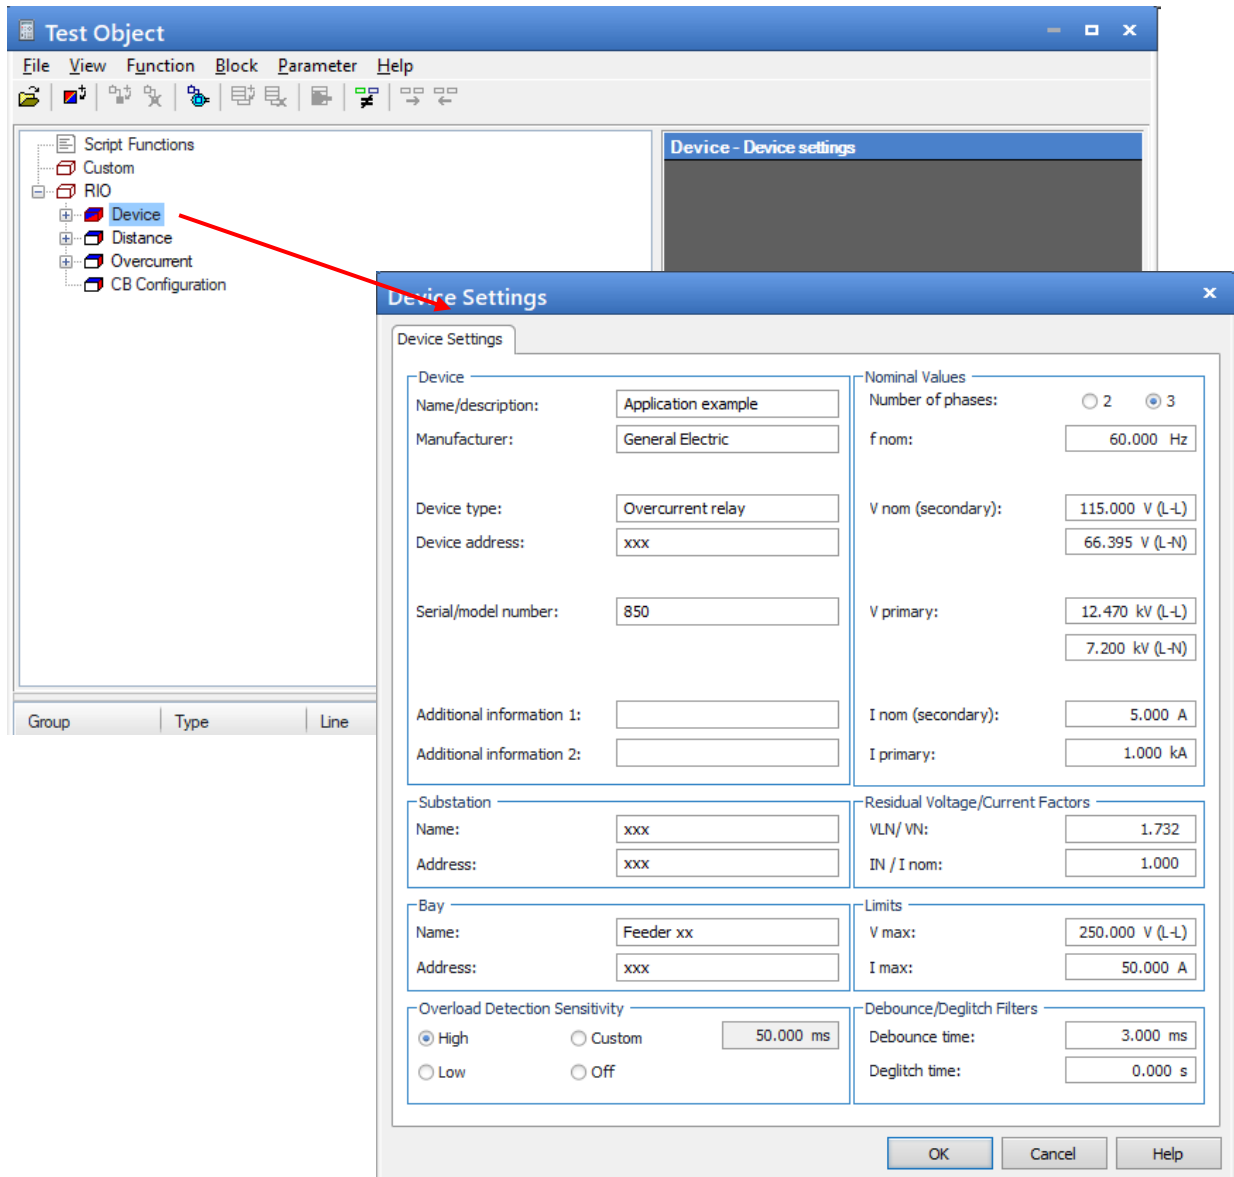 Test Object
File View Function Block Parameter Help
Script Functions
Custom
RIO
Device
Distance
Overcurrent
CB Configuration
Device - Device settings
Group Type Line
Device Settings
Device Settings
Device
Name/description: Application example
Manufacturer: General Electric
Device type: Overcurrent relay
Device address: xxx
Serial/model number: 850
Additional information 1:
Additional information 2:
Nominal Values
Number of phases: 2 3
f nom: 60.000 Hz
V nom (secondary): 115.000 V (L-L)
66.395 V (L-N)
V primary: 12.470 kV (L-L)
7.200 kV (L-N)
I nom (secondary): 5.000 A
I primary: 1.000 kA
Substation
Name: xxx
Address: xxx
Residual Voltage/Current Factors
VLN/ VN: 1.732
IN / I nom: 1.000
Bay
Name: Feeder xx
Address: xxx
Limits
V max: 250.000 V (L-L)
I max: 50.000 A
Overload Detection Sensitivity
High Custom 50.000 ms
Low Off
Debounce/Deglitch Filters
Debounce time: 3.000 ms
Deglitch time: 0.000 s
OK Cancel Help